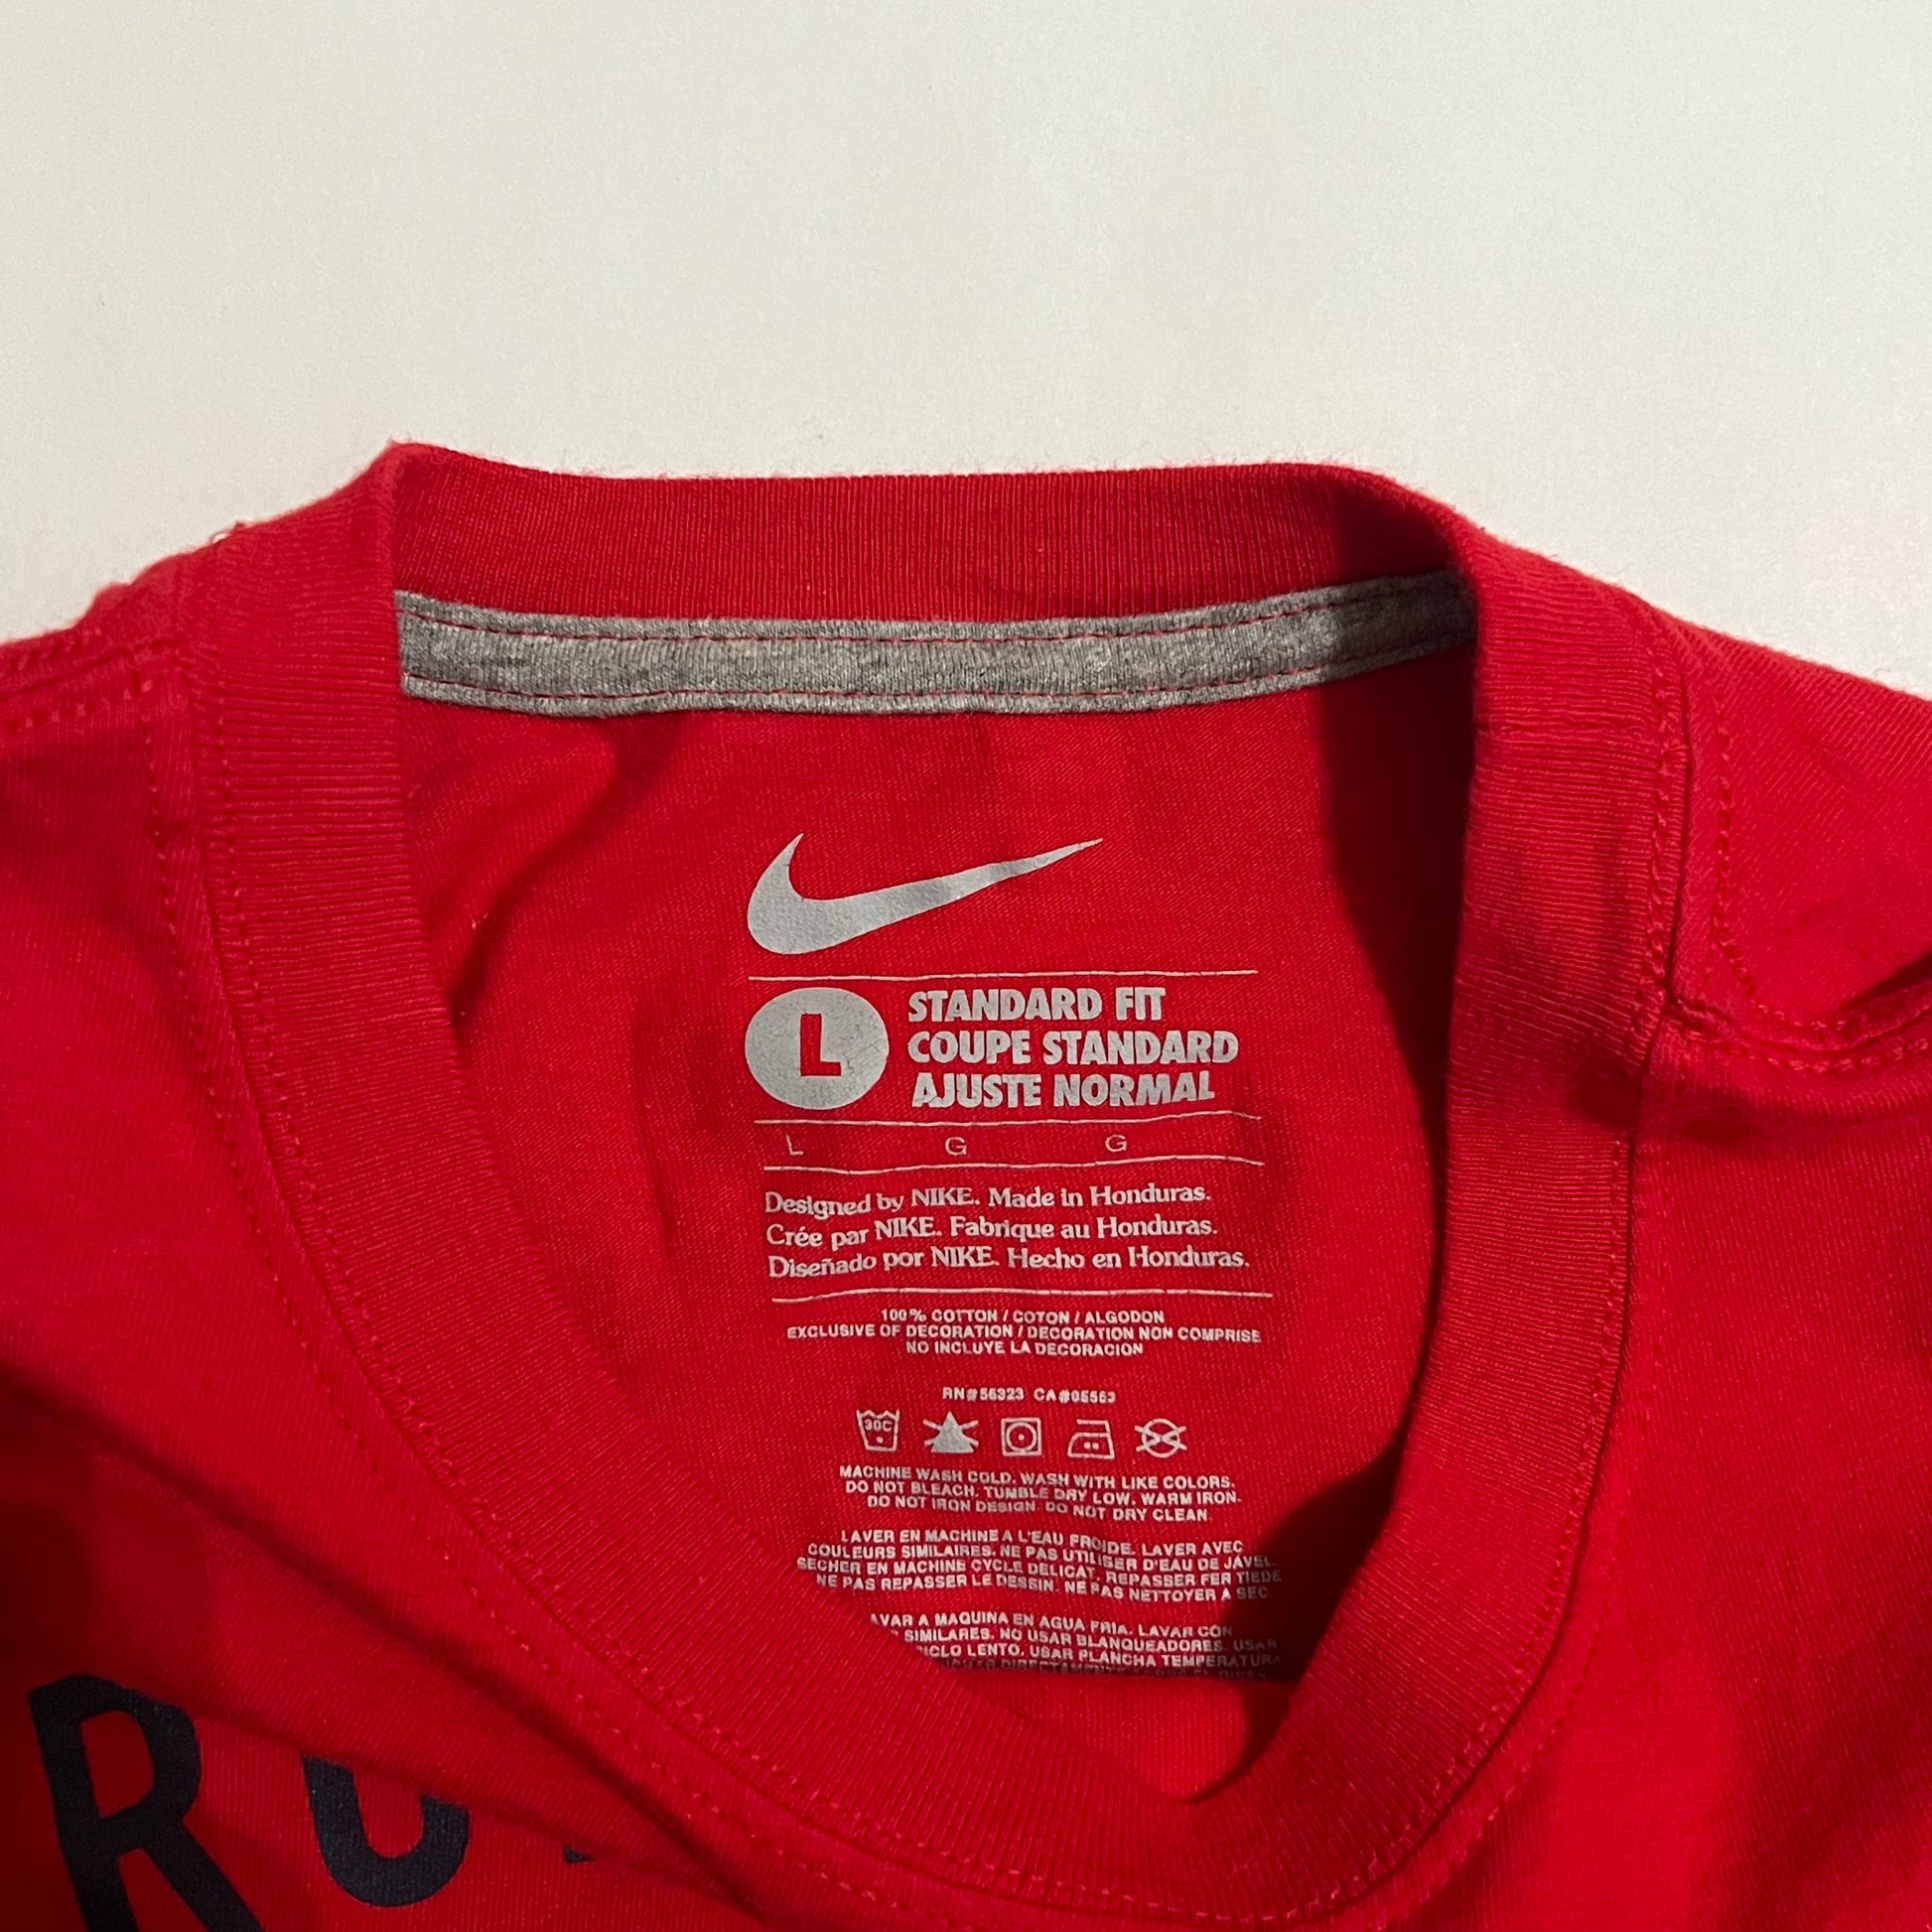 L
STANDARD FIT
COUPE STANDARD
AJUSTE NORMAL
L G G
Designed by NIKE. Made in Honduras.
Crée par NIKE. Fabrique au Honduras.
Diseñado por NIKE. Hecho en Honduras.
100% COTTON / COTON / ALGODON
EXCLUSIVE OF DECORATION / DECORATION NON COMPRISE
NO INCLUYE LA DECORACION
RN#56323 CA#05553
30C
MACHINE WASH COLD. WASH WITH LIKE COLORS.
DO NOT BLEACH. TUMBLE DRY LOW. WARM IRON.
DO NOT IRON DESIGN. DO NOT DRY CLEAN.
LAVER EN MACHINE A L'EAU FROIDE. LAVER AVEC
COULEURS SIMILAIRES. NE PAS UTILISER D'EAU DE JAVEL.
SECHER EN MACHINE CYCLE DELICAT. REPASSER FER TIEDE.
NE PAS REPASSER LE DESSIN. NE PAS NETTOYER A SEC.
AVAR A MAQUINA EN AGUA FRIA. LAVAR CON
SIMILARES. NO USAR BLANQUEADORES. USAR
ICLO LENTO. USAR PLANCHA TEMPERATURA